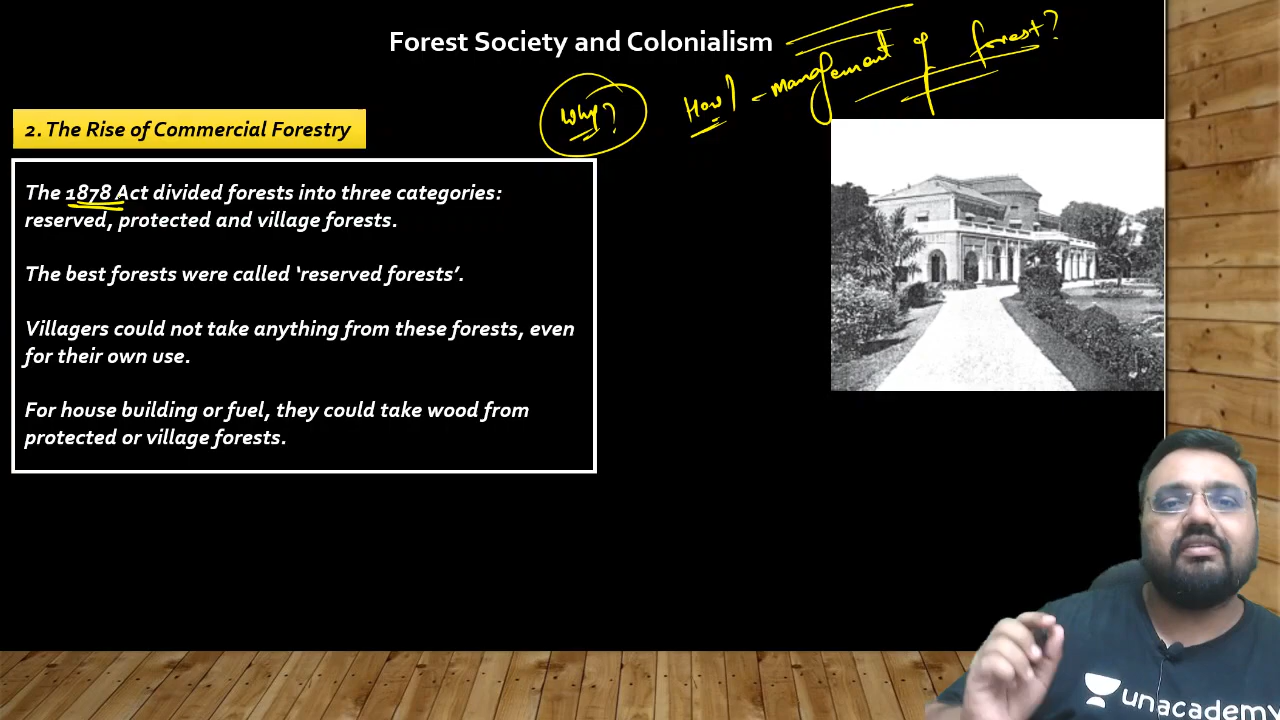 Forest Society and Colonialism
Why?
How? - management of forest?
2. The Rise of Commercial Forestry
The 1878 Act divided forests into three categories:
reserved, protected and village forests.
The best forests were called ‘reserved forests’.
Villagers could not take anything from these forests, even
for their own use.
For house building or fuel, they could take wood from
protected or village forests.
unacademy